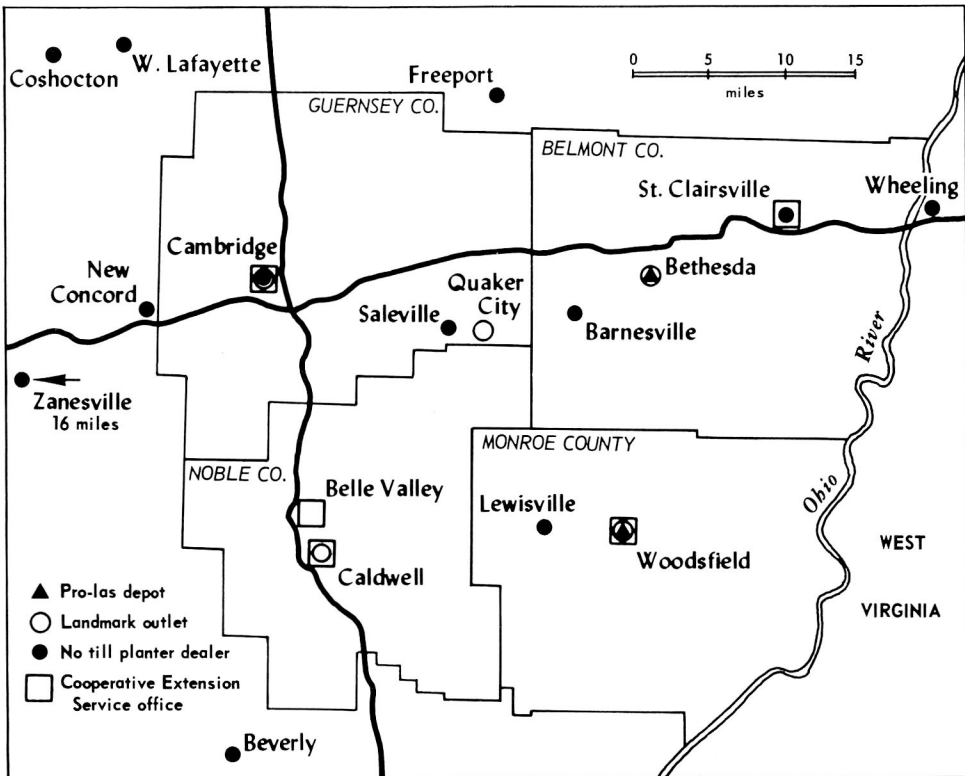 Coshocton
W. Lafayette
Freeport
0 5 10 15
miles
GUERNSEY CO.
BELMONT CO.
St. Clairsville
Wheeling
Cambridge
Bethesda
New
Concord
Quaker
City
Saleville
Barnesville
River
Zanesville
16 miles
NOBLE CO.
MONROE COUNTY
Belle Valley
Lewisville
Ohio
Woodsfield
WEST
VIRGINIA
Caldwell
Pro-las depot
Landmark outlet
No till planter dealer
Cooperative Extension
Service office
Beverly